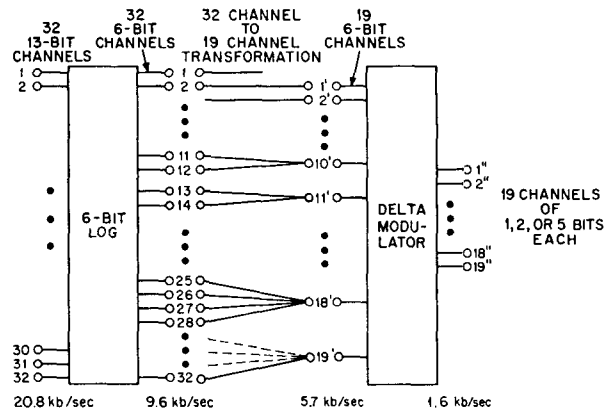 32
13-BIT
CHANNELS
32
6-BIT
CHANNELS
32 CHANNEL
TO
19 CHANNEL
TRANSFORMATION
19
6-BIT
CHANNELS
1
2
30
31
32
6-BIT
LOG
1
2
11
12
13
14
25
26
27
28
32
1'
2'
10'
11'
18'
19'
DELTA
MODU-
LATOR
1"
2"
18"
19"
19 CHANNELS
OF
1,2,OR 5 BITS
EACH
20.8 kb/sec
9.6 kb/sec
5.7 kb/sec
1.6 kb/sec